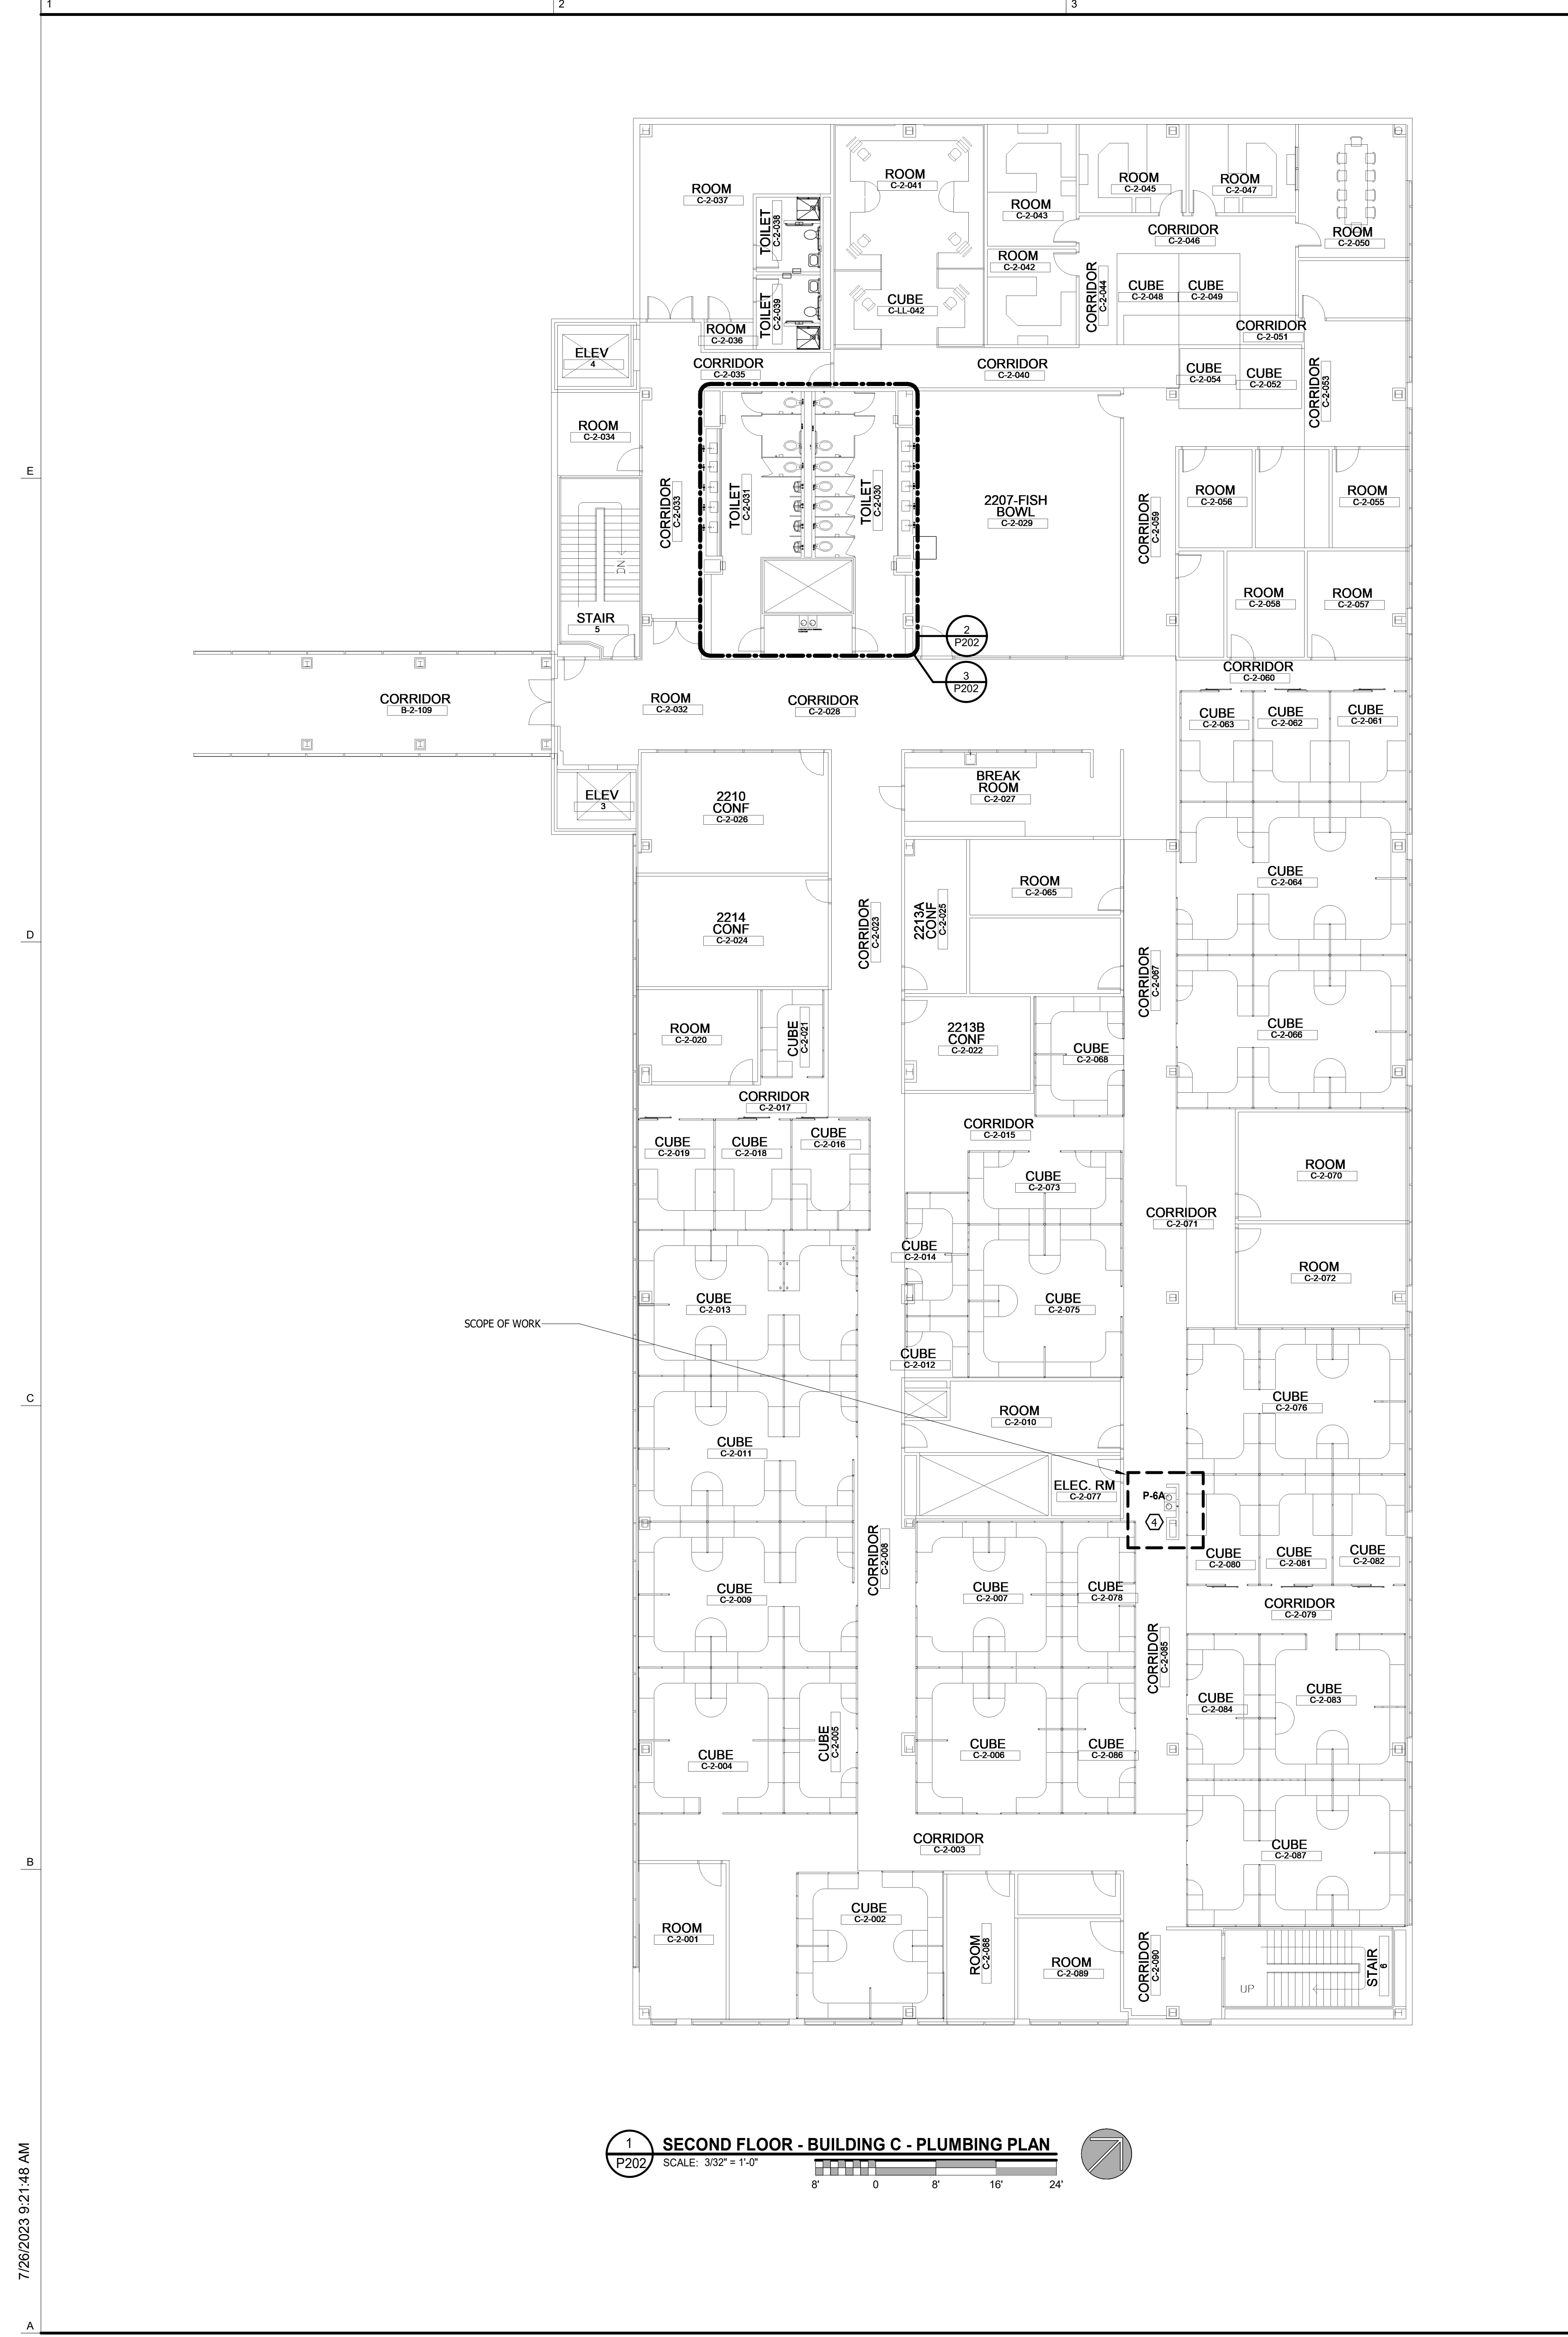 1
2
3
ROOM
C-2-037
TOILET
C-2-038
TOILET
C-2-039
ROOM
C-2-036
ROOM
C-2-041
CUBE
C-LL-042
ROOM
C-2-043
ROOM
C-2-042
ROOM
C-2-045
ROOM
C-2-047
CORRIDOR
C-2-046
ROOM
C-2-050
CORRIDOR
C-2-044
CUBE
C-2-048
CUBE
C-2-049
CORRIDOR
C-2-051
ELEV
4
CORRIDOR
C-2-035
CORRIDOR
C-2-040
CUBE
C-2-054
CUBE
C-2-052
CORRIDOR
C-2-053
ROOM
C-2-034
E
CORRIDOR
C-2-033
TOILET
C-2-031
TOILET
C-2-030
2207-FISH
BOWL
C-2-029
CORRIDOR
C-2-059
ROOM
C-2-056
ROOM
C-2-055
DN
STAIR
5
ROOM
C-2-058
ROOM
C-2-057
2
P202
3
P202
CORRIDOR
B-2-109
ROOM
C-2-032
CORRIDOR
C-2-028
CORRIDOR
C-2-060
CUBE
C-2-063
CUBE
C-2-062
CUBE
C-2-061
ELEV
3
2210
CONF
C-2-026
BREAK
ROOM
C-2-027
CUBE
C-2-064
D
2214
CONF
C-2-024
CORRIDOR
C-2-023
2213A
CONF
C-2-025
ROOM
C-2-065
CORRIDOR
C-2-067
ROOM
C-2-020
CUBE
C-2-021
2213B
CONF
C-2-022
CUBE
C-2-068
CUBE
C-2-066
CORRIDOR
C-2-017
CORRIDOR
C-2-015
CUBE
C-2-019
CUBE
C-2-018
CUBE
C-2-016
CUBE
C-2-073
ROOM
C-2-070
CORRIDOR
C-2-071
CUBE
C-2-014
ROOM
C-2-072
CUBE
C-2-013
CUBE
C-2-075
SCOPE OF WORK
CUBE
C-2-012
C
ROOM
C-2-010
CUBE
C-2-076
CUBE
C-2-011
ELEC. RM
C-2-077
P-6A
4
CORRIDOR
C-2-008
CUBE
C-2-080
CUBE
C-2-081
CUBE
C-2-082
CUBE
C-2-009
CUBE
C-2-007
CUBE
C-2-078
CORRIDOR
C-2-079
CORRIDOR
C-2-085
CUBE
C-2-084
CUBE
C-2-083
CUBE
C-2-004
CUBE
C-2-005
CUBE
C-2-006
CUBE
C-2-086
B
CORRIDOR
C-2-003
CUBE
C-2-087
ROOM
C-2-001
CUBE
C-2-002
ROOM
C-2-088
ROOM
C-2-089
CORRIDOR
C-2-090
UP
STAIR
6
1
P202
SECOND FLOOR - BUILDING C - PLUMBING PLAN
SCALE: 3/32" = 1'-0"
8' 0 8' 16' 24'
7/26/2023 9:21:48 AM
A